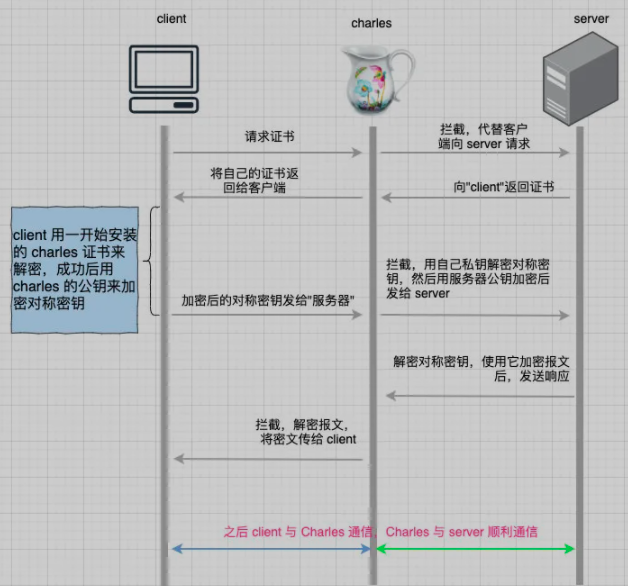 client
charles
server
请求证书
拦截，代替客户
端向 server 请求
将自己的证书返
回给客户端
向"client"返回证书
client 用一开始安装
的 charles 证书来
解密，成功后用
charles 的公钥来加
密对称密钥
拦截，用自己私钥解密对称密
钥，然后用服务器公钥加密后
发给 server
加密后的对称密钥发给"服务器"
解密对称密钥，使用它加密报文
后，发送响应
拦截，解密报文，
将密文传给 client
之后 client 与 Charles 通信，Charles 与 server 顺利通信